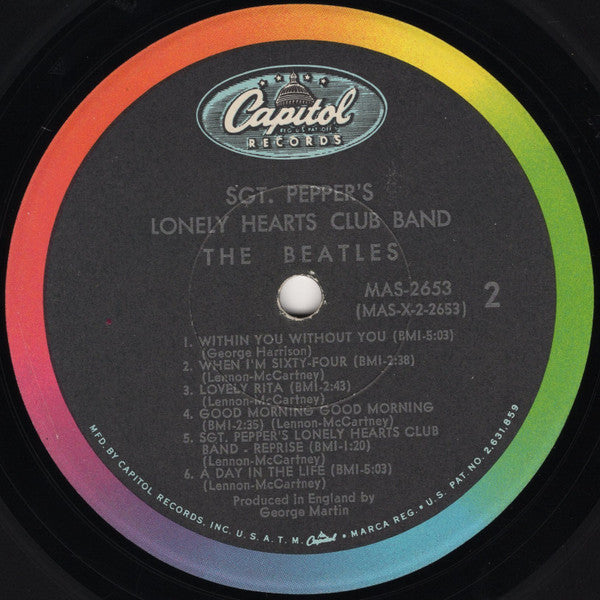 Capitol
REG. U.S. PAT. OFF.
RECORDS
SGT. PEPPER'S
LONELY HEARTS CLUB BAND
THE BEATLES
MAS-2653
(MAS-X-2-2653)
2
1. WITHIN YOU WITHOUT YOU (BMI-5:03)
(George Harrison)
2. WHEN I'M SIXTY-FOUR (BMI-2:38)
(Lennon-McCartney)
3. LOVELY RITA (BMI-2:43)
(Lennon-McCartney)
4. GOOD MORNING GOOD MORNING
(BMI-2:35) (Lennon-McCartney)
5. SGT. PEPPER'S LONELY HEARTS CLUB
BAND - REPRISE (BMI-1:20)
(Lennon-McCartney)
6. A DAY IN THE LIFE (BMI-5:03)
(Lennon-McCartney)
Produced in England by
George Martin
MFD. BY CAPITOL RECORDS, INC. U.S.A. T.M. Capitol • MARCA REG. • U.S. PAT. NO. 2,631,859